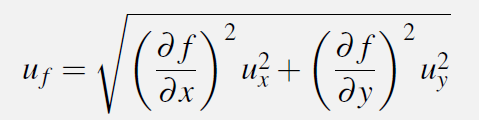 $u_f = \sqrt{\left(\frac{\partial f}{\partial x}\right)^2 u_x^2 + \left(\frac{\partial f}{\partial y}\right)^2 u_y^2}$